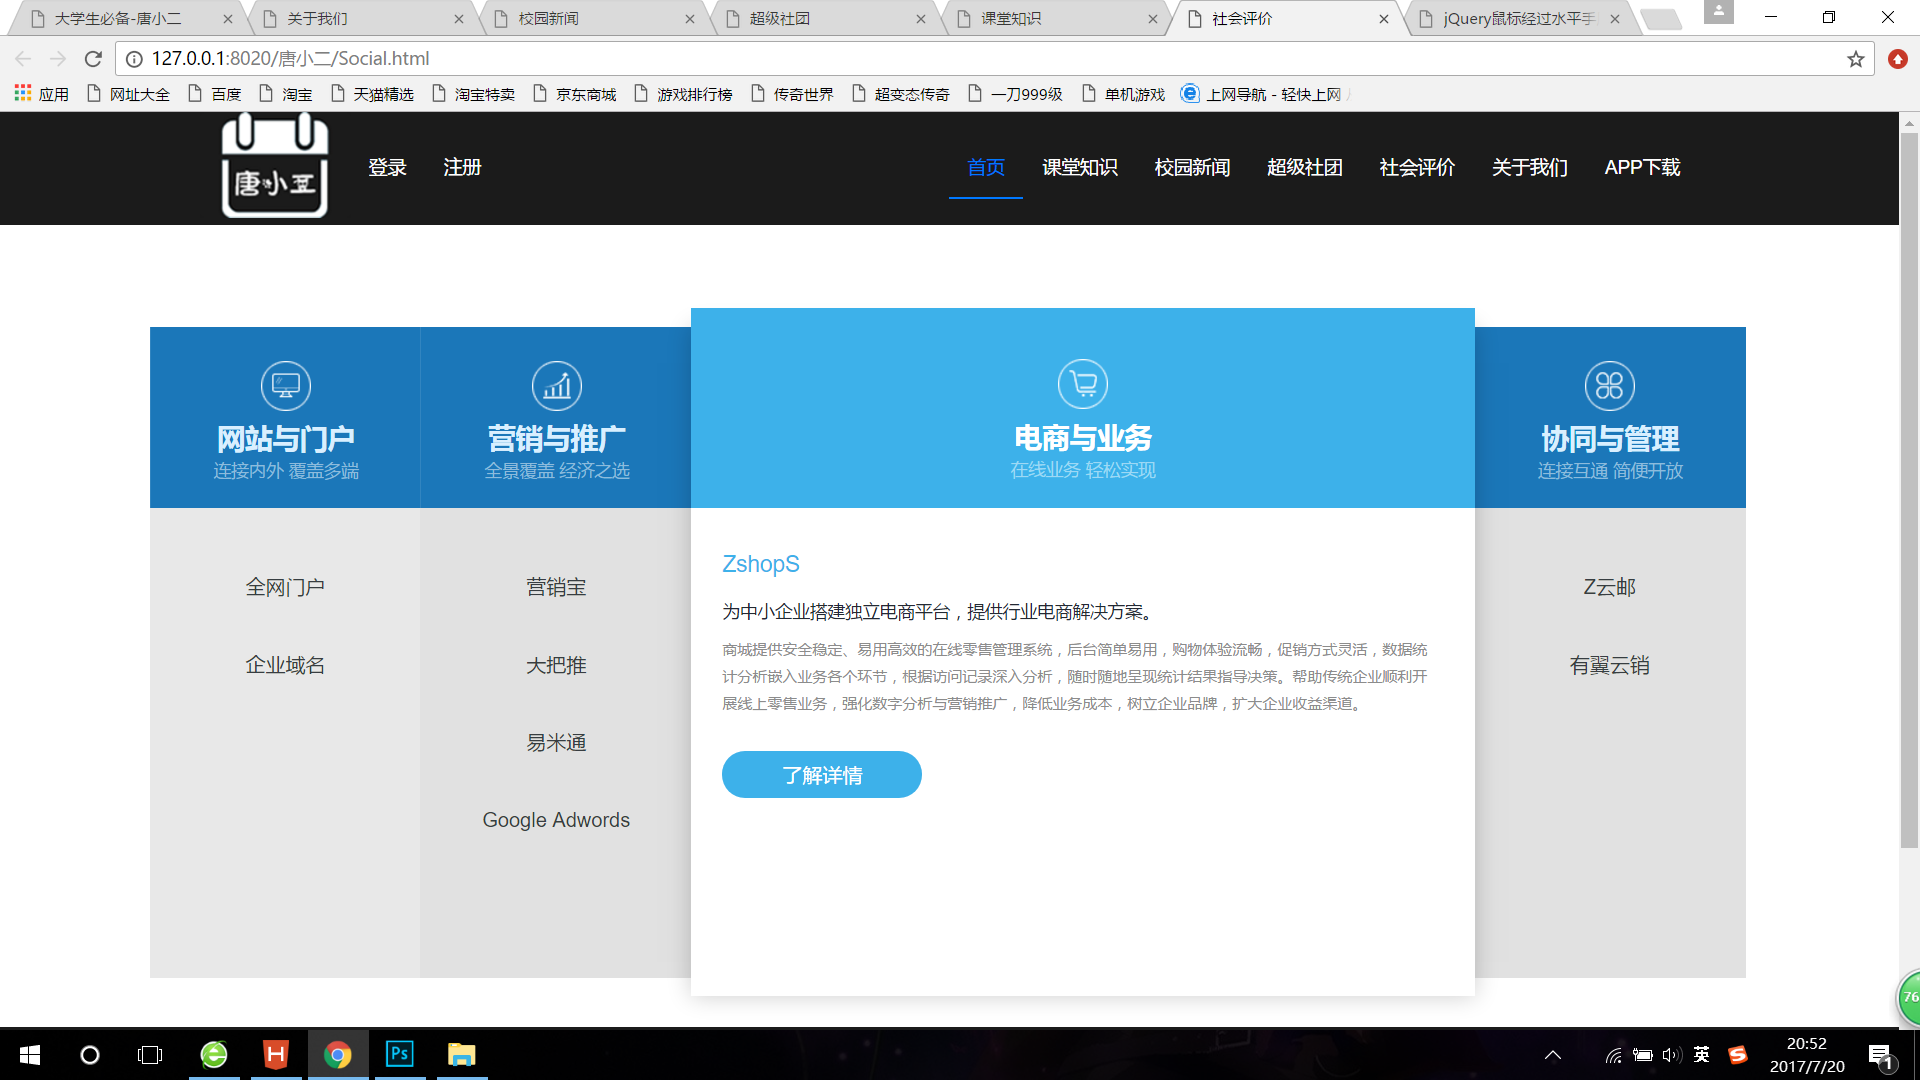 大学生必备-唐小二
关于我们
校园新闻
超级社团
课堂知识
社会评价
jQuery鼠标经过水平手
127.0.0.1:8020/唐小二/Social.html
应用
网址大全
百度
淘宝
天猫精选
淘宝特卖
京东商城
游戏排行榜
传奇世界
超变态传奇
一刀999级
单机游戏
上网导航 - 轻快上网
唐小豆
登录
注册
首页
课堂知识
校园新闻
超级社团
社会评价
关于我们
APP下载
网站与门户
连接内外 覆盖多端
全网门户
企业域名
营销与推广
全景覆盖 经济之选
营销宝
大把推
易米通
Google Adwords
电商与业务
在线业务 轻松实现
ZshopS
为中小企业搭建独立电商平台，提供行业电商解决方案。
商城提供安全稳定、易用高效的在线零售管理系统，后台简单易用，购物体验流畅，促销方式灵活，数据统
计分析嵌入业务各个环节，根据访问记录深入分析，随时随地呈现统计结果指导决策。帮助传统企业顺利开
展线上零售业务，强化数字分析与营销推广，降低业务成本，树立企业品牌，扩大企业收益渠道。
了解详情
协同与管理
连接互通 简便开放
Z云邮
有翼云销
76
H
Ps
英
S
20:52
2017/7/20
1